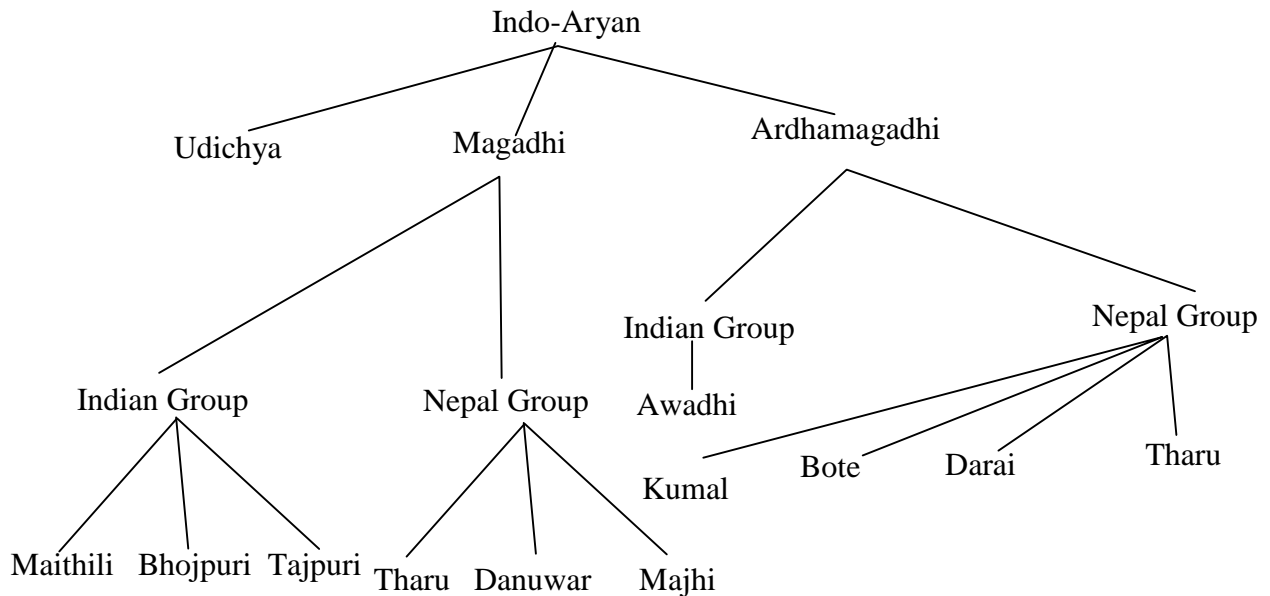 Indo-Aryan
Udichya Magadhi Ardhamagadhi
Indian Group Nepal Group
Indian Group Nepal Group Awadhi
Kumal Bote Darai Tharu
Maithili Bhojpuri Tajpuri Tharu Danuwar Majhi